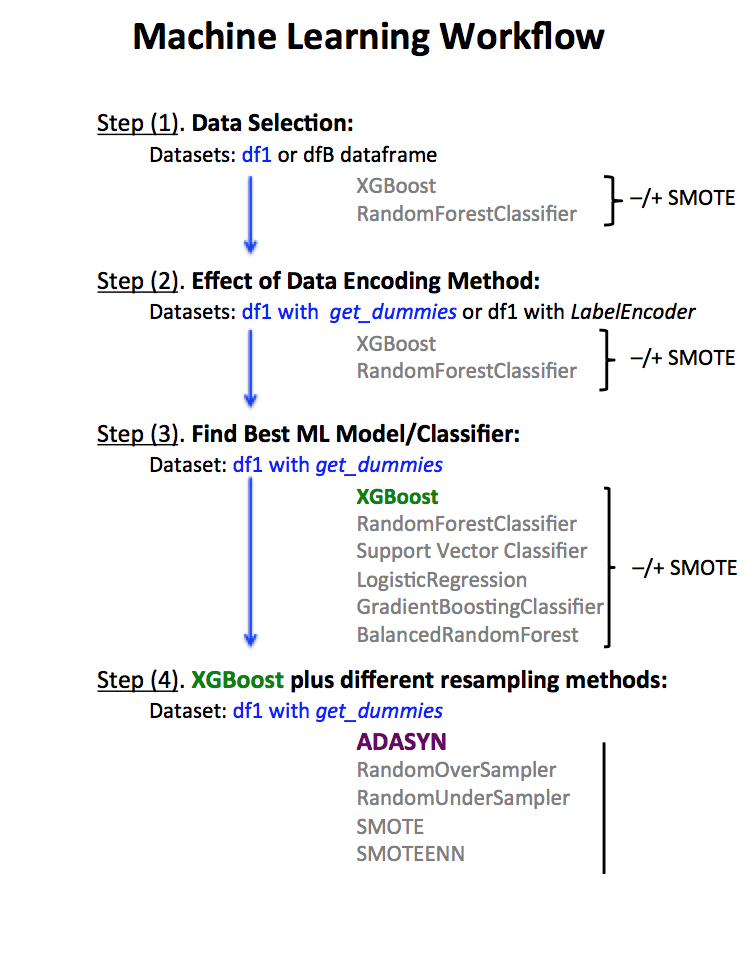 Machine Learning Workflow
Step (1). Data Selection:
Datasets: df1 or dfB dataframe
XGBoost
RandomForestClassifier
–/+ SMOTE
Step (2). Effect of Data Encoding Method:
Datasets: df1 with get_dummies or df1 with LabelEncoder
XGBoost
RandomForestClassifier
–/+ SMOTE
Step (3). Find Best ML Model/Classifier:
Dataset: df1 with get_dummies
XGBoost
RandomForestClassifier
Support Vector Classifier
LogisticRegression
GradientBoostingClassifier
BalancedRandomForest
–/+ SMOTE
Step (4). XGBoost plus different resampling methods:
Dataset: df1 with get_dummies
ADASYN
RandomOverSampler
RandomUnderSampler
SMOTE
SMOTEENN